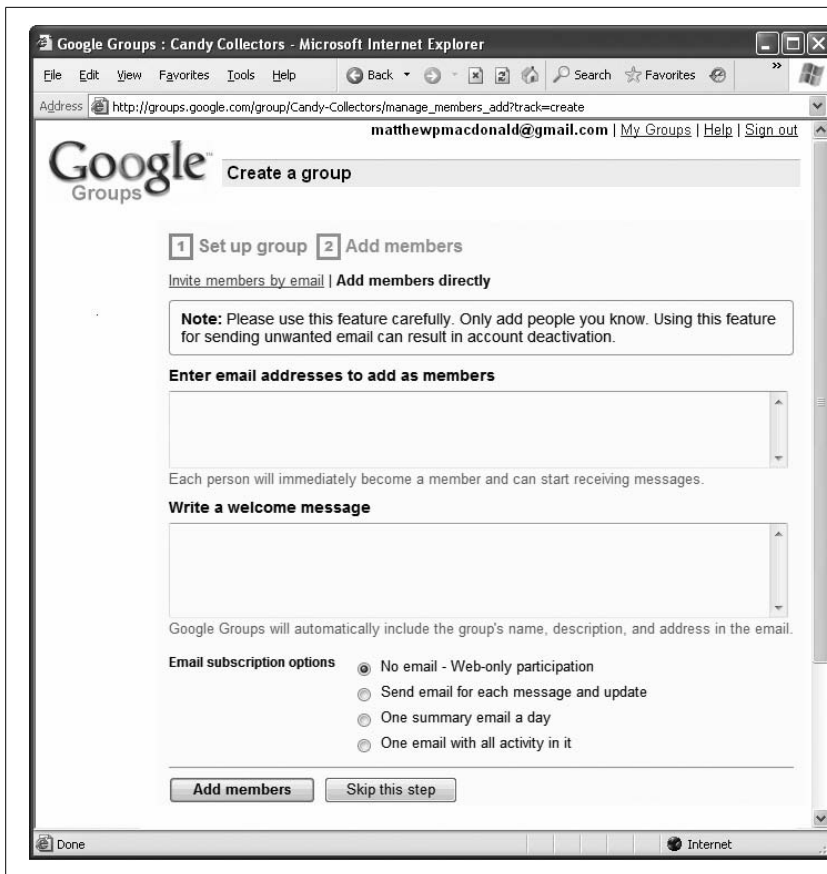 Google Groups : Candy Collectors - Microsoft Internet Explorer
File Edit View Favorites Tools Help Back Search Favorites »
Address http://groups.google.com/group/Candy-Collectors/manage_members_add?track=create
matthewpmacdonald@gmail.com | My Groups | Help | Sign out
Google™
Groups
Create a group
1 Set up group 2 Add members
Invite members by email | Add members directly
Note: Please use this feature carefully. Only add people you know. Using this feature
for sending unwanted email can result in account deactivation.
Enter email addresses to add as members
Each person will immediately become a member and can start receiving messages.
Write a welcome message
Google Groups will automatically include the group's name, description, and address in the email.
Email subscription options
No email - Web-only participation
Send email for each message and update
One summary email a day
One email with all activity in it
Add members Skip this step
Done Internet